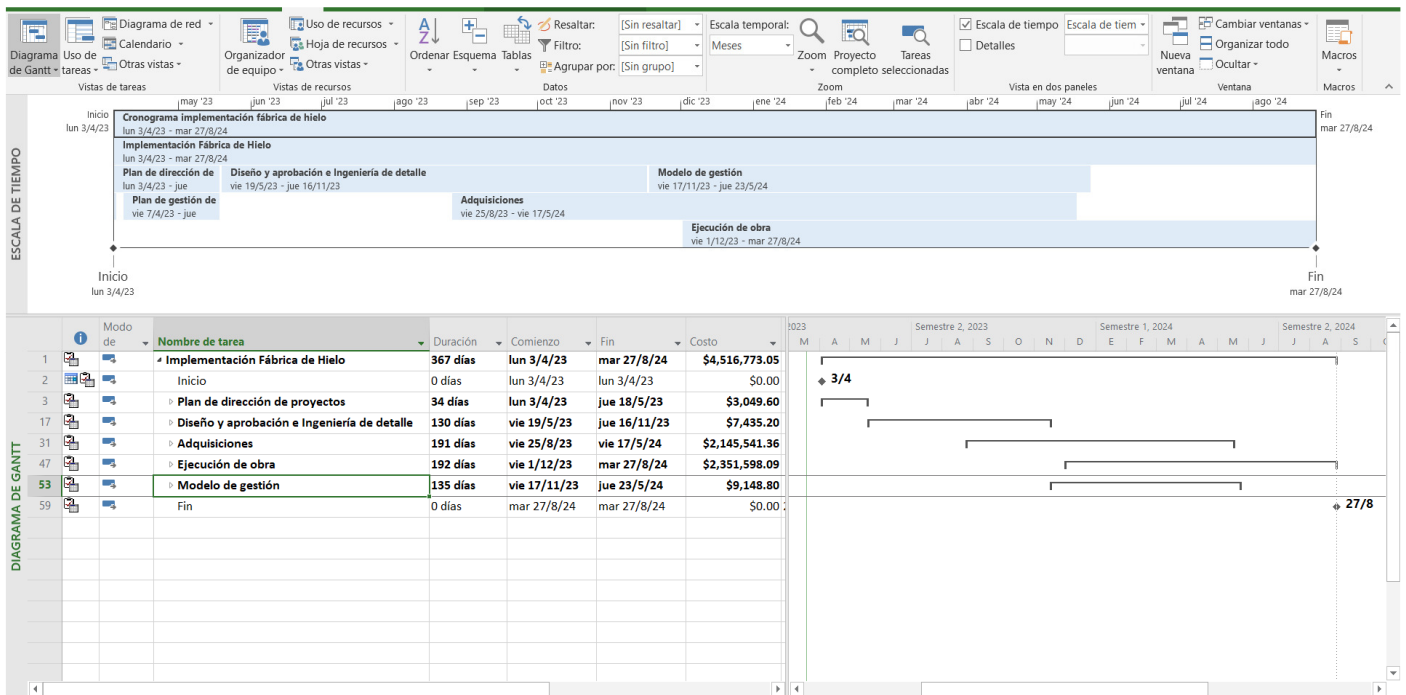 Diagrama de Gantt
Uso de tareas
Diagrama de red
Calendario
Otras vistas
Vistas de tareas
Organizador de equipo
Uso de recursos
Hoja de recursos
Otras vistas
Vistas de recursos
A
Z
Ordenar
Esquema
Tablas
Resaltar: [Sin resaltar]
Filtro: [Sin filtro]
Agrupar por: [Sin grupo]
Datos
Escala temporal:
Meses
Zoom
Proyecto completo
Tareas seleccionadas
Zoom
Escala de tiempo Escala de tiem
Detalles
Vista en dos paneles
Nueva ventana
Cambiar ventanas
Organizar todo
Ocultar
Ventana
Macros
Macros
ESCALA DE TIEMPO
may '23 jun '23 jul '23 ago '23 sep '23 oct '23 nov '23 dic '23 ene '24 feb '24 mar '24 abr '24 may '24 jun '24 jul '24 ago '24
Inicio
lun 3/4/23
Fin
mar 27/8/24
Cronograma implementación fábrica de hielo
lun 3/4/23 - mar 27/8/24
Implementación Fábrica de Hielo
lun 3/4/23 - mar 27/8/24
Plan de dirección de
lun 3/4/23 - jue
Diseño y aprobación e Ingeniería de detalle
vie 19/5/23 - jue 16/11/23
Modelo de gestión
vie 17/11/23 - jue 23/5/24
Plan de gestión de
vie 7/4/23 - jue
Adquisiciones
vie 25/8/23 - vie 17/5/24
Ejecución de obra
vie 1/12/23 - mar 27/8/24
Inicio
lun 3/4/23
Fin
mar 27/8/24
DIAGRAMA DE GANTT
Modo de Nombre de tarea Duración Comienzo Fin Costo
1 Implementación Fábrica de Hielo 367 días lun 3/4/23 mar 27/8/24 $4,516,773.05
2 Inicio 0 días lun 3/4/23 lun 3/4/23 $0.00
3 Plan de dirección de proyectos 34 días lun 3/4/23 jue 18/5/23 $3,049.60
17 Diseño y aprobación e Ingeniería de detalle 130 días vie 19/5/23 jue 16/11/23 $7,435.20
31 Adquisiciones 191 días vie 25/8/23 vie 17/5/24 $2,145,541.36
47 Ejecución de obra 192 días vie 1/12/23 mar 27/8/24 $2,351,598.09
53 Modelo de gestión 135 días vie 17/11/23 jue 23/5/24 $9,148.80
59 Fin 0 días mar 27/8/24 mar 27/8/24 $0.00
2023 Semestre 2, 2023 Semestre 1, 2024 Semestre 2, 2024
M A M J J A S O N D E F M A M J J A S
3/4
27/8